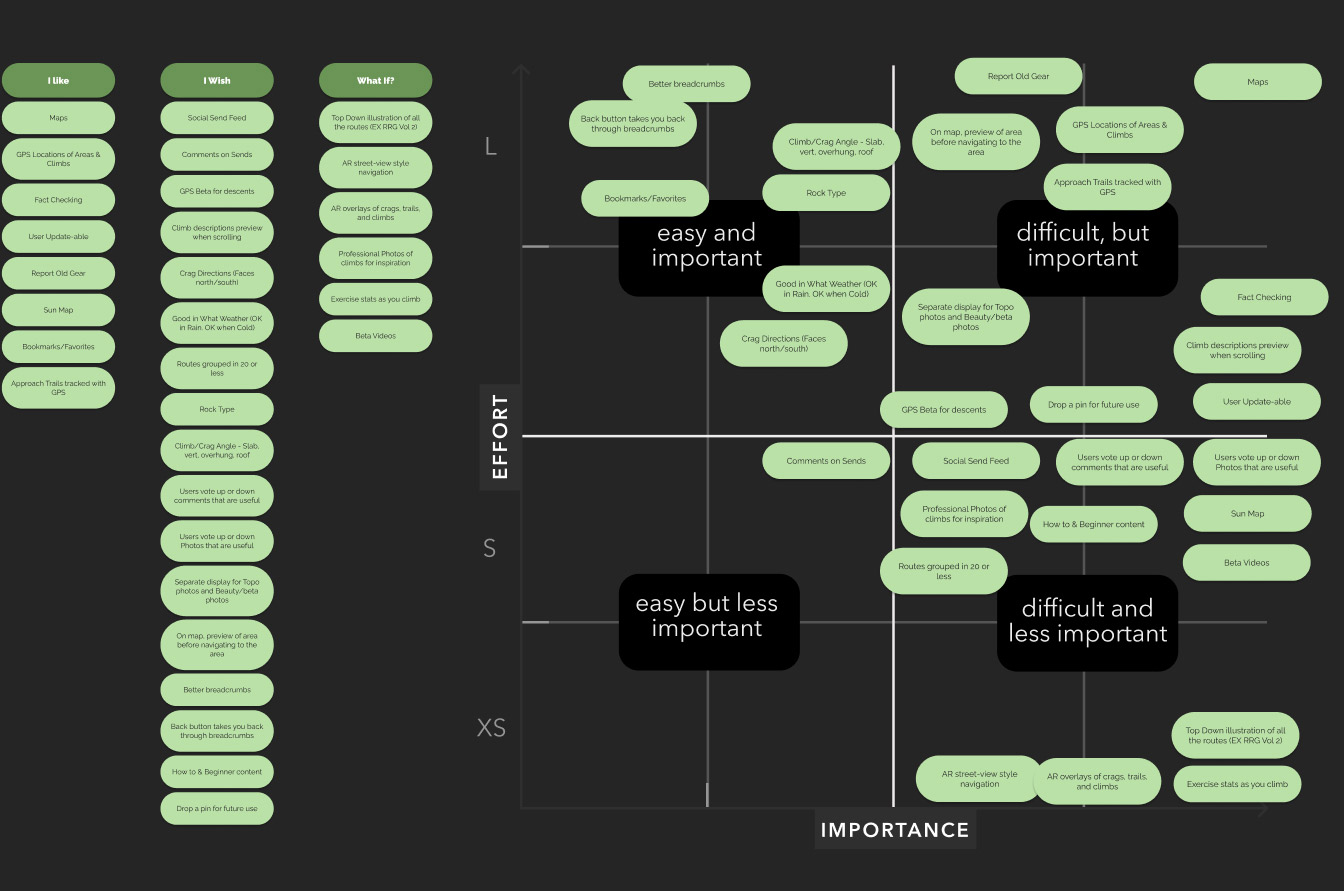 I like
Maps
GPS Locations of Areas &
Climbs
Fact Checking
User Update-able
Report Old Gear
Sun Map
Bookmarks/Favorites
Approach Trails tracked with
GPS
I Wish
Social Send Feed
Comments on Sends
GPS Beta for descents
Climb descriptions preview
when scrolling
Crag Directions (Faces
north/south)
Good in What Weather (OK
in Rain, OK when Cold)
Routes grouped in 20 or
less
Rock Type
Climb/Crag Angle - Slab,
vert, overhung, roof
Users vote up or down
comments that are useful
Users vote up or down
Photos that are useful
Separate display for Topo
photos and Beauty/beta
photos
On map, preview of area
before navigating to the
area
Better breadcrumbs
Back button takes you back
through breadcrumbs
How to & Beginner content
Drop a pin for future use
What If?
Top Down illustration of all
the routes (EX RRG Vol 2)
AR street-view style
navigation
AR overlays of crags, trails,
and climbs
Professional Photos of
climbs for inspiration
Exercise stats as you climb
Beta Videos
EFFORT
L
S
XS
Better breadcrumbs
Back button takes you back
through breadcrumbs
Climb/Crag Angle - Slab,
vert, overhung, roof
Bookmarks/Favorites
Rock Type
easy and
important
Good in What Weather (OK
in Rain, OK when Cold)
Crag Directions (Faces
north/south)
Report Old Gear
Maps
GPS Locations of Areas &
Climbs
On map, preview of area
before navigating to the
area
Approach Trails tracked with
GPS
difficult, but
important
Fact Checking
Separate display for Topo
photos and Beauty/beta
photos
Climb descriptions preview
when scrolling
User Update-able
GPS Beta for descents
Drop a pin for future use
Comments on Sends
Social Send Feed
Users vote up or down
comments that are useful
Users vote up or down
Photos that are useful
Professional Photos of
climbs for inspiration
How to & Beginner content
Sun Map
Routes grouped in 20 or
less
Beta Videos
easy but less
important
difficult and
less important
Top Down illustration of all
the routes (EX RRG Vol 2)
AR street-view style
navigation
AR overlays of crags, trails,
and climbs
Exercise stats as you climb
IMPORTANCE